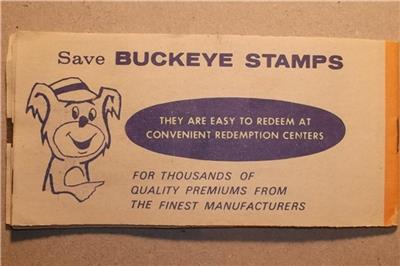 Save BUCKEYE STAMPS
THEY ARE EASY TO REDEEM AT
CONVENIENT REDEMPTION CENTERS
FOR THOUSANDS OF
QUALITY PREMIUMS FROM
THE FINEST MANUFACTURERS